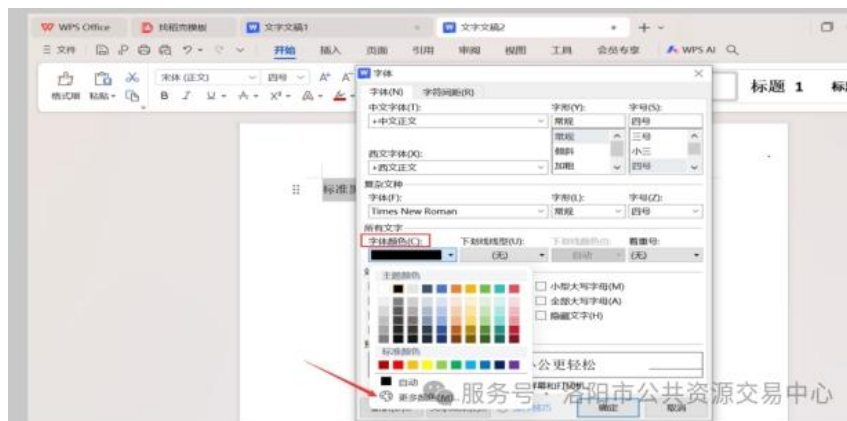 WPS Office 找稻壳模板 文字文稿1 文字文稿2
文件 开始 插入 页面 引用 审阅 视图 工具 会员专享 WPS AI
格式刷 粘贴 宋体 (正文) 四号 标题 1 标
字体
字体(N) 字符间距(R)
中文字体(T): 字形(Y): 字号(S):
+中文正文 常规 四号
常规 三号
倾斜 小三
西文字体(X): 加粗 四号
+西文正文
复杂文种
字体(F): 字形(L): 字号(Z):
Times New Roman 常规 四号
所有文字
字体颜色(C): 下划线线型(U): 下划线颜色(I): 着重号:
(无) 自动 (无)
主题颜色
小型大写字母(M)
全部大写字母(A)
隐藏文字(H)
标准颜色
公更轻松
自动
更多颜色(M)...
服务号 · 洛阳市公共资源交易中心
确定 取消
标准